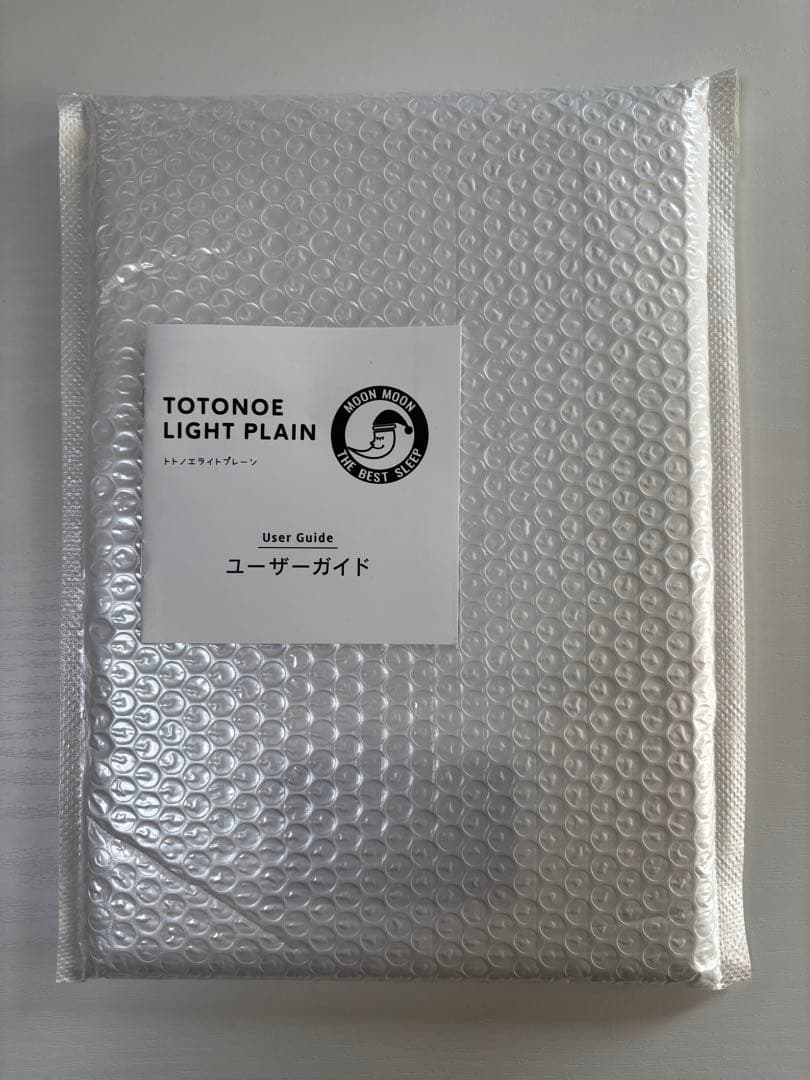 TOTONOE
LIGHT PLAIN
トトノエライトプレーン
MOON MOON
THE BEST SLEEP
User Guide
ユーザーガイド